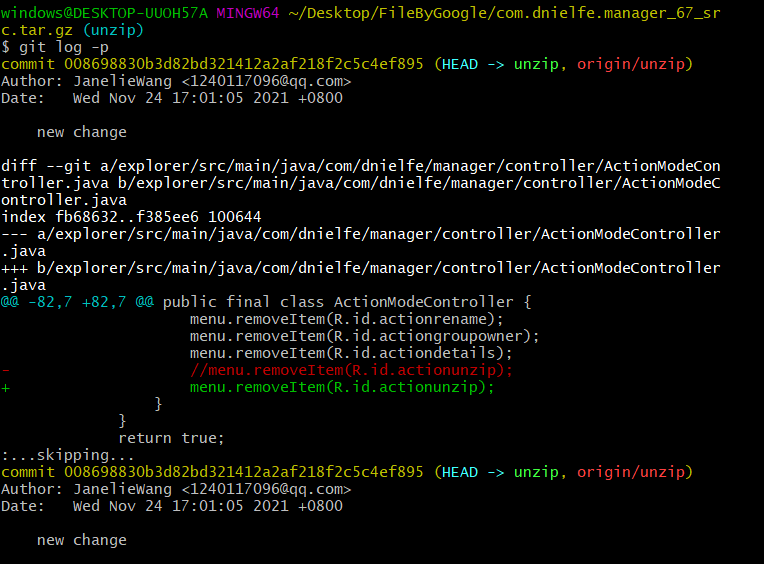 windows@DESKTOP-UUOH57A MINGW64 ~/Desktop/FileByGoogle/com.dnielfe.manager_67_sr
c.tar.gz (unzip)
$ git log -p
commit 008698830b3d82bd321412a2af218f2c5c4ef895 (HEAD -> unzip, origin/unzip)
Author: JanelieWang <1240117096@qq.com>
Date:   Wed Nov 24 17:01:05 2021 +0800

    new change

diff --git a/explorer/src/main/java/com/dnielfe/manager/controller/ActionModeCon
troller.java b/explorer/src/main/java/com/dnielfe/manager/controller/ActionModeC
ontroller.java
index fb68632..f385ee6 100644
--- a/explorer/src/main/java/com/dnielfe/manager/controller/ActionModeController
.java
+++ b/explorer/src/main/java/com/dnielfe/manager/controller/ActionModeController
.java
@@ -82,7 +82,7 @@ public final class ActionModeController {
                     menu.removeItem(R.id.actionrename);
                     menu.removeItem(R.id.actiongroupowner);
                     menu.removeItem(R.id.actiondetails);
-                    //menu.removeItem(R.id.actionunzip);
+                    menu.removeItem(R.id.actionunzip);
                 }
             }
             return true;
:...skipping...
commit 008698830b3d82bd321412a2af218f2c5c4ef895 (HEAD -> unzip, origin/unzip)
Author: JanelieWang <1240117096@qq.com>
Date:   Wed Nov 24 17:01:05 2021 +0800

    new change